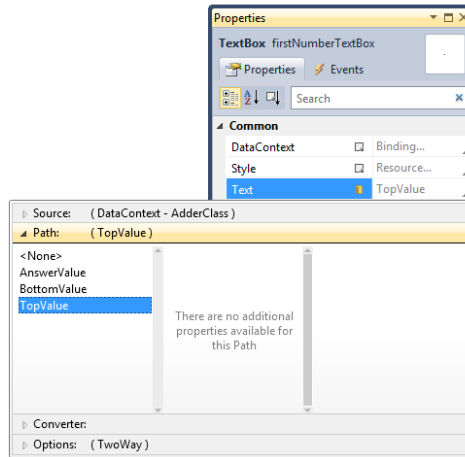 Properties
TextBox firstNumberTextBox
Properties Events
Search
Common
DataContext Binding...
Style Resource...
Text TopValue
Source: ( DataContext - AdderClass )
Path: ( TopValue )
<None>
AnswerValue
BottomValue
TopValue
There are no additional
properties available for
this Path
Converter:
Options: ( TwoWay )